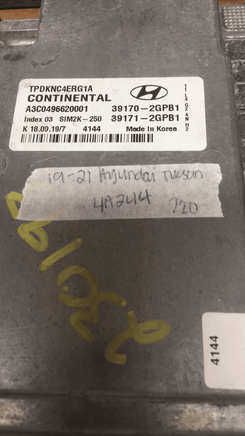 TPDKNC4ERG1A
CONTINENTAL
A3C0496620001
Index 03 SIM2K-250
K 18.09.19/7 4144
HYUNDAI
39170-2GPB1
39171-2GPB1
Made in Korea
19-21 Hyundai Tucson
4A244 220
4144